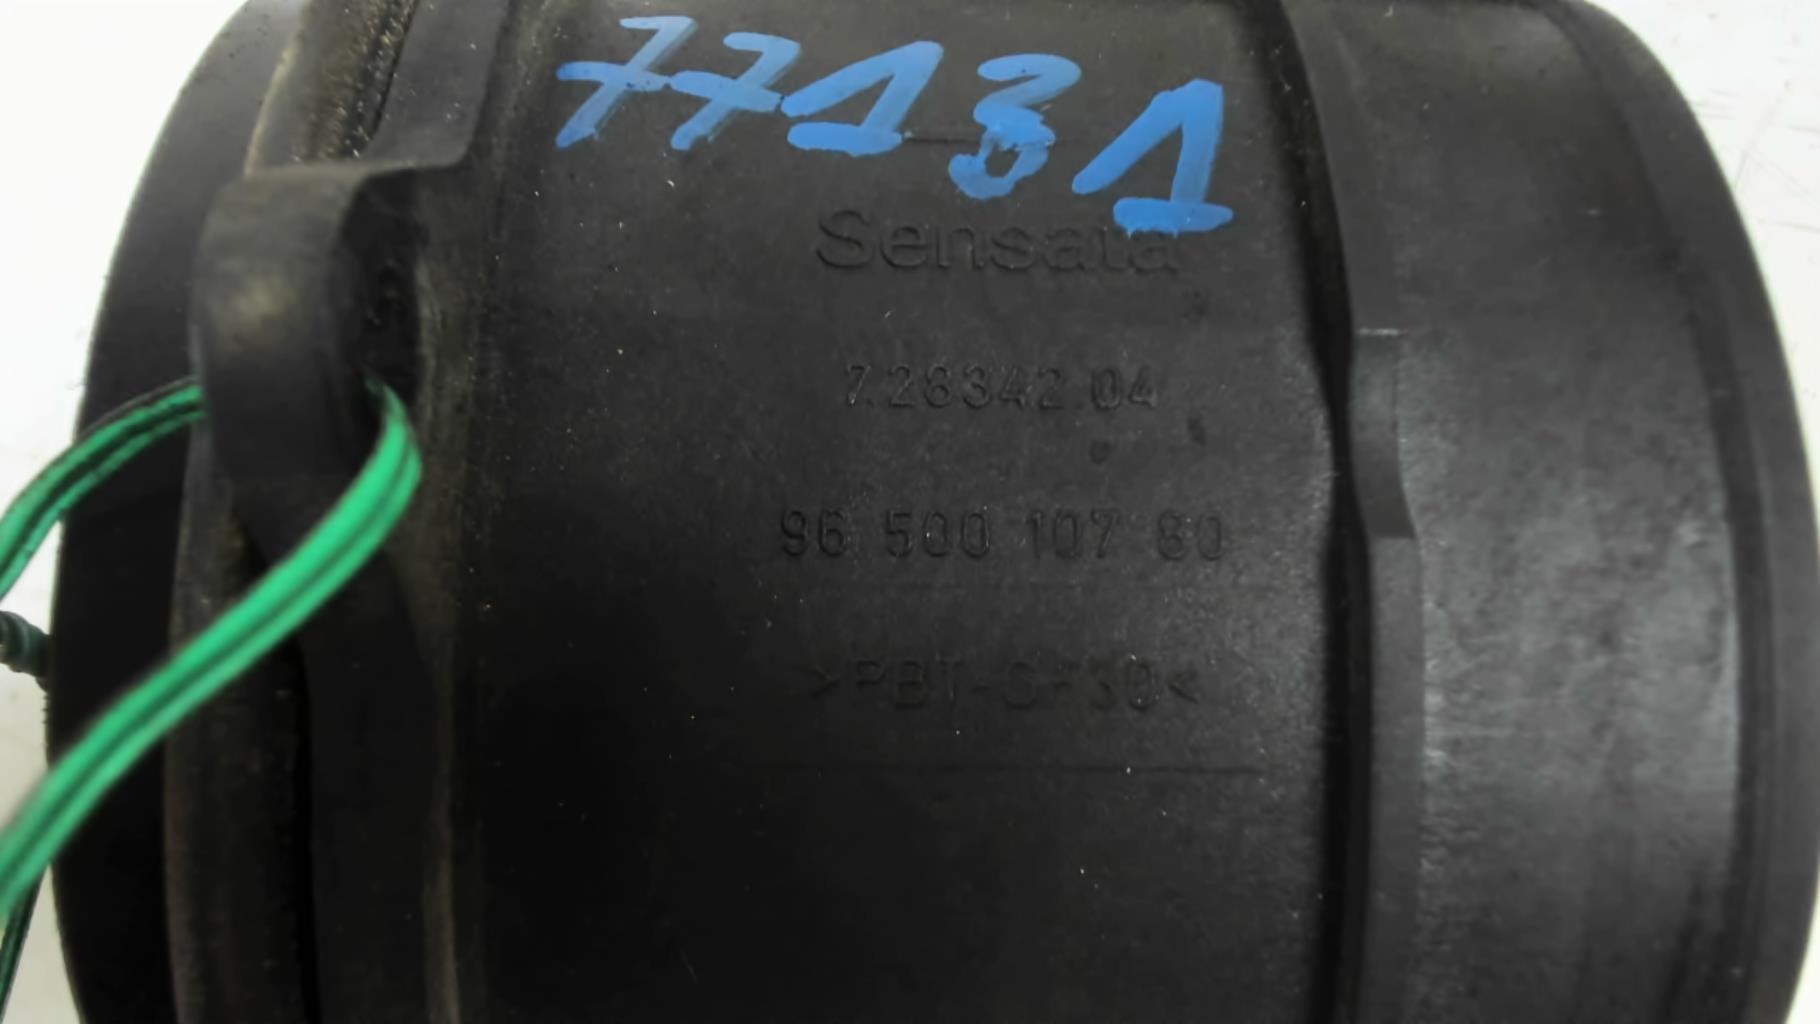 77131
Sensata
7.28342.04
96 500 107 80
>PBT-GF30<